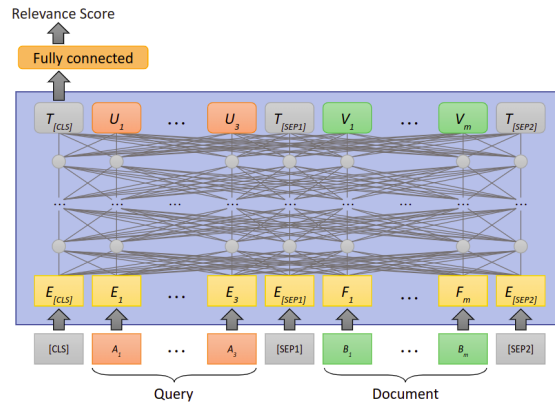 Relevance Score
Fully connected
T[CLS] U1 ... U3 T[SEP1] V1 ... Vm T[SEP2]
... ... ... ... ... ... ... ...
E[CLS] E1 ... E3 E[SEP1] F1 ... Fm E[SEP2]
[CLS] A1 ... A3 [SEP1] B1 ... Bm [SEP2]
Query Document